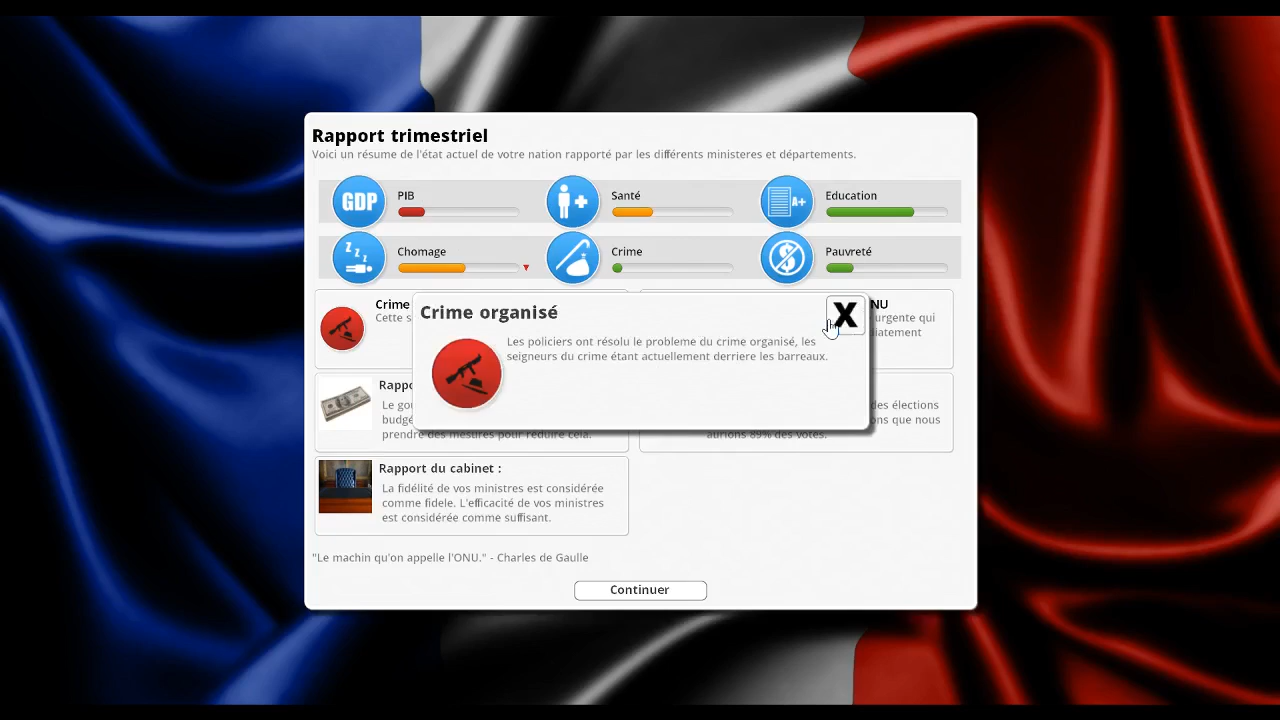 Rapport trimestriel
Voici un résume de l'état actuel de votre nation rapporté par les différents ministeres et départements.
GDP PIB
Santé
A+ Education
Z Z Z Chomage
Crime
Pauvreté
Crime
Cette s
NU
urgente qui
diatement
Crime organisé
X
Les policiers ont résolu le probleme du crime organisé, les
seigneurs du crime étant actuellement derriere les barreaux.
Rappo
Le gou
budg
prendre des mesures pour reduire cela.
des élections
ons que nous
aurions 89% des votes.
Rapport du cabinet :
La fidélité de vos ministres est considérée
comme fidele. L'efficacité de vos ministres
est considérée comme suffisant.
"Le machin qu'on appelle l'ONU." - Charles de Gaulle
Continuer